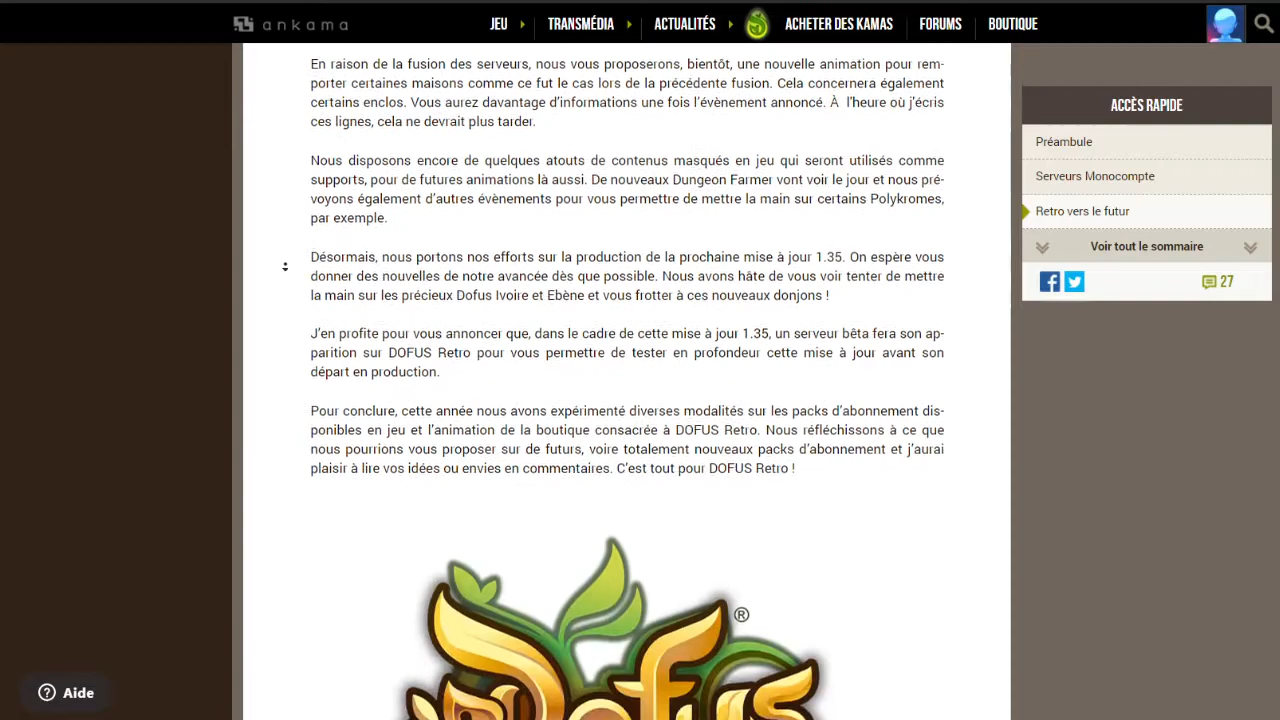 ankama
JEU
TRANSMÉDIA
ACTUALITÉS
ACHETER DES KAMAS
FORUMS
BOUTIQUE
En raison de la fusion des serveurs, nous vous proposerons, bientôt, une nouvelle animation pour rem-
porter certaines maisons comme ce fut le cas lors de la précédente fusion. Cela concernera également
certains enclos. Vous aurez davantage d’informations une fois l’évènement annoncé. À l’heure où j’écris
ces lignes, cela ne devrait plus tarder.
Nous disposons encore de quelques atouts de contenus masqués en jeu qui seront utilisés comme
supports, pour de futures animations là aussi. De nouveaux Dungeon Farmer vont voir le jour et nous pré-
voyons également d’autres évènements pour vous permettre de mettre la main sur certains Polykromes,
par exemple.
Désormais, nous portons nos efforts sur la production de la prochaine mise à jour 1.35. On espère vous
donner des nouvelles de notre avancée dès que possible. Nous avons hâte de vous voir tenter de mettre
la main sur les précieux Dofus Ivoire et Ebène et vous frotter à ces nouveaux donjons !
J’en profite pour vous annoncer que, dans le cadre de cette mise à jour 1.35, un serveur bêta fera son ap-
parition sur DOFUS Retro pour vous permettre de tester en profondeur cette mise à jour avant son
départ en production.
Pour conclure, cette année nous avons expérimenté diverses modalités sur les packs d’abonnement dis-
ponibles en jeu et l’animation de la boutique consacrée à DOFUS Retro. Nous réfléchissons à ce que
nous pourrions vous proposer sur de futurs, voire totalement nouveaux packs d’abonnement et j’aurai
plaisir à lire vos idées ou envies en commentaires. C’est tout pour DOFUS Retro !
Dofus ®
ACCÈS RAPIDE
Préambule
Serveurs Monocompte
Retro vers le futur
Voir tout le sommaire
27
Aide